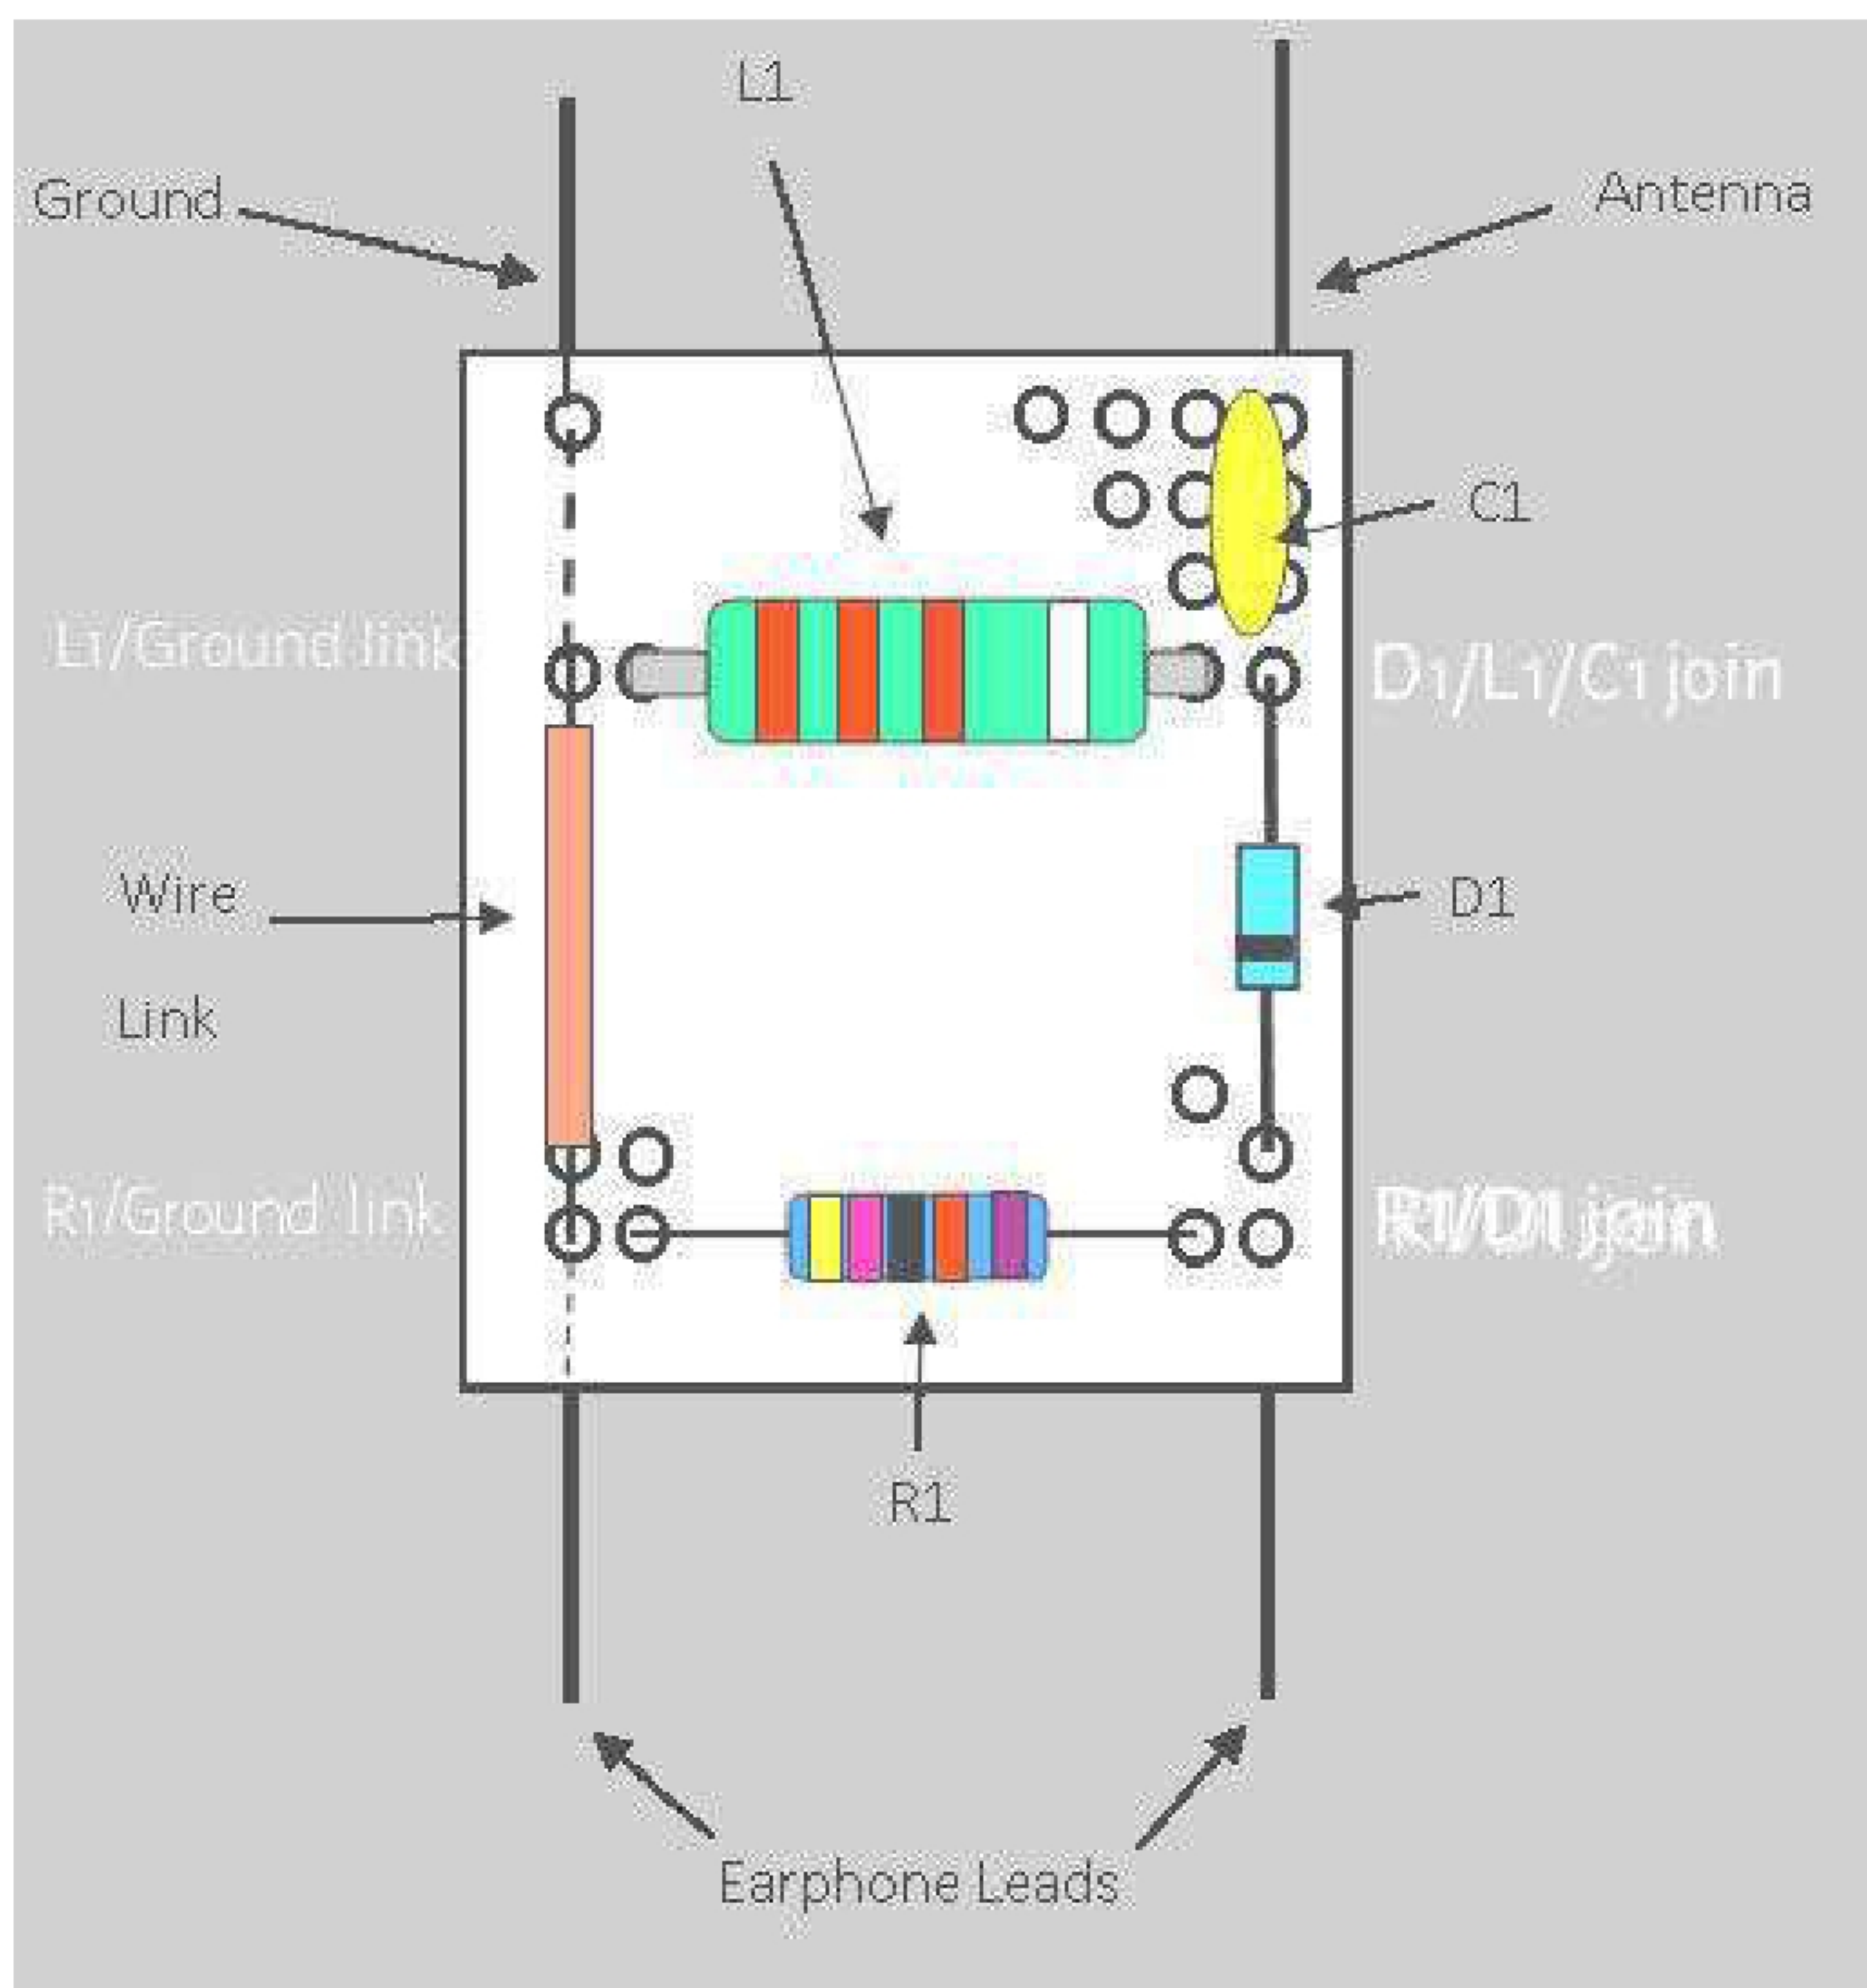 L1
Ground
Antenna
C1
L1/Ground link
D1/L1/C1 join
Wire
Link
D1
R1/Ground link
R1/D1 join
R1
Earphone Leads